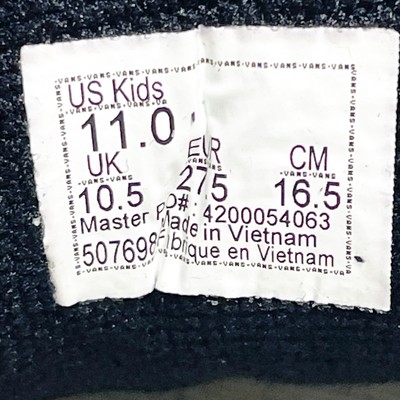 US Kids
11.0
UK EUR CM
10.5 275 16.5
Master PO#: 4200054063
Made in Vietnam
507698 Fabrique en Vietnam